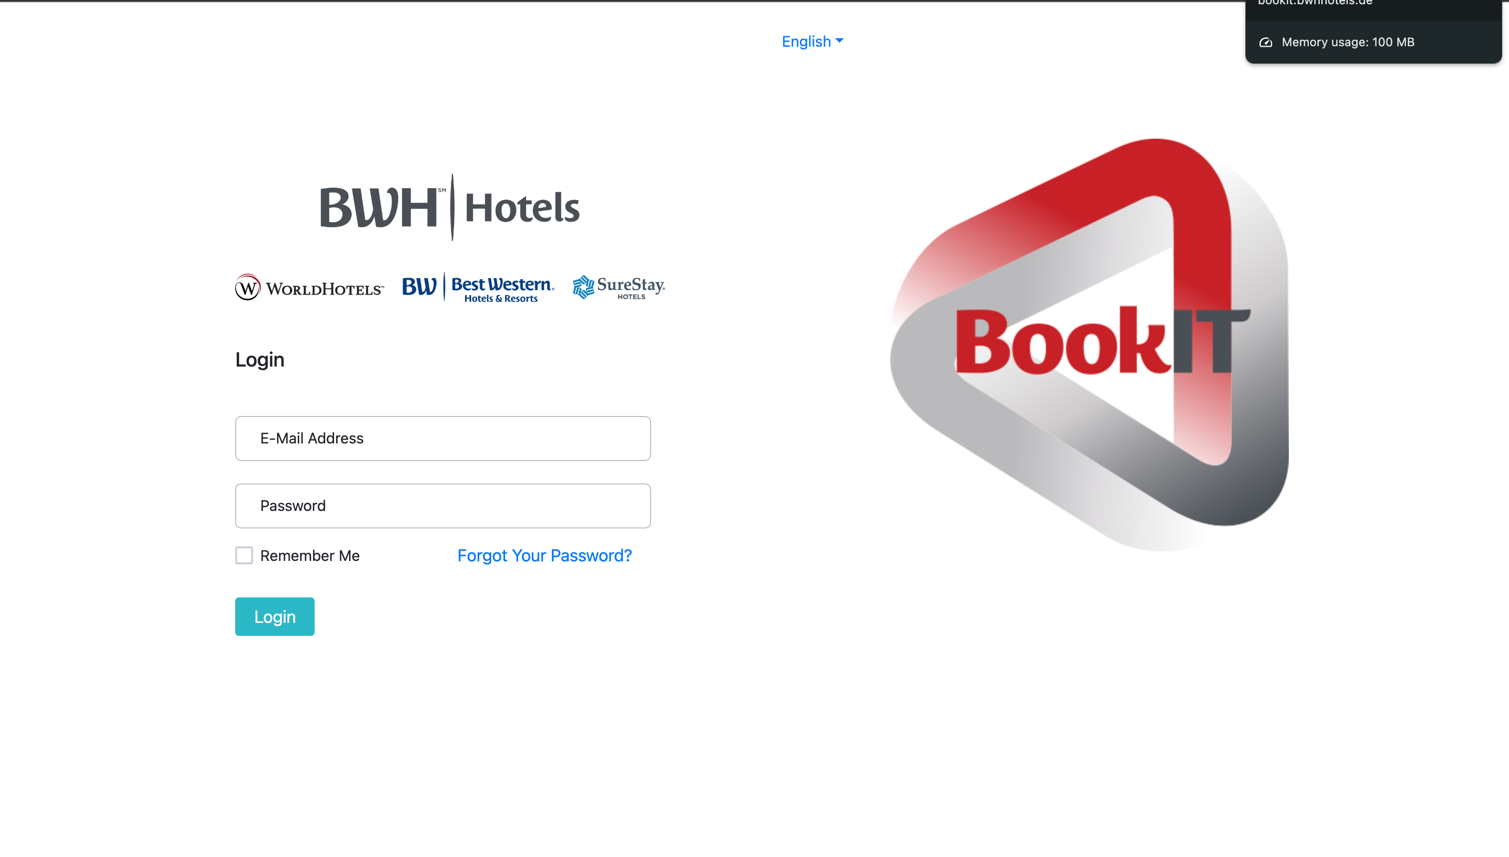 bookit.bwhhotels.de
Memory usage: 100 MB
English
BWH℠ Hotels
WORLDHOTELS™
BW Best Western®
Hotels & Resorts
SureStay®
HOTELS
BookIT
Login
E-Mail Address
Password
Remember Me
Forgot Your Password?
Login